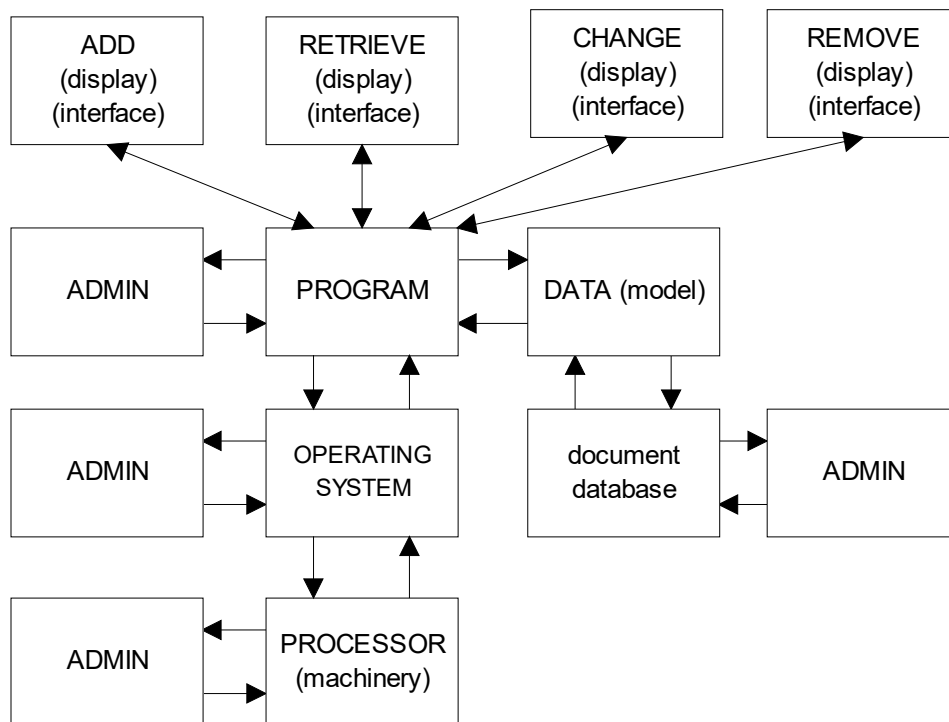 ADD
(display)
(interface)
RETRIEVE
(display)
(interface)
CHANGE
(display)
(interface)
REMOVE
(display)
(interface)
ADMIN
PROGRAM
DATA (model)
ADMIN
OPERATING
SYSTEM
document
database
ADMIN
ADMIN
PROCESSOR
(machinery)